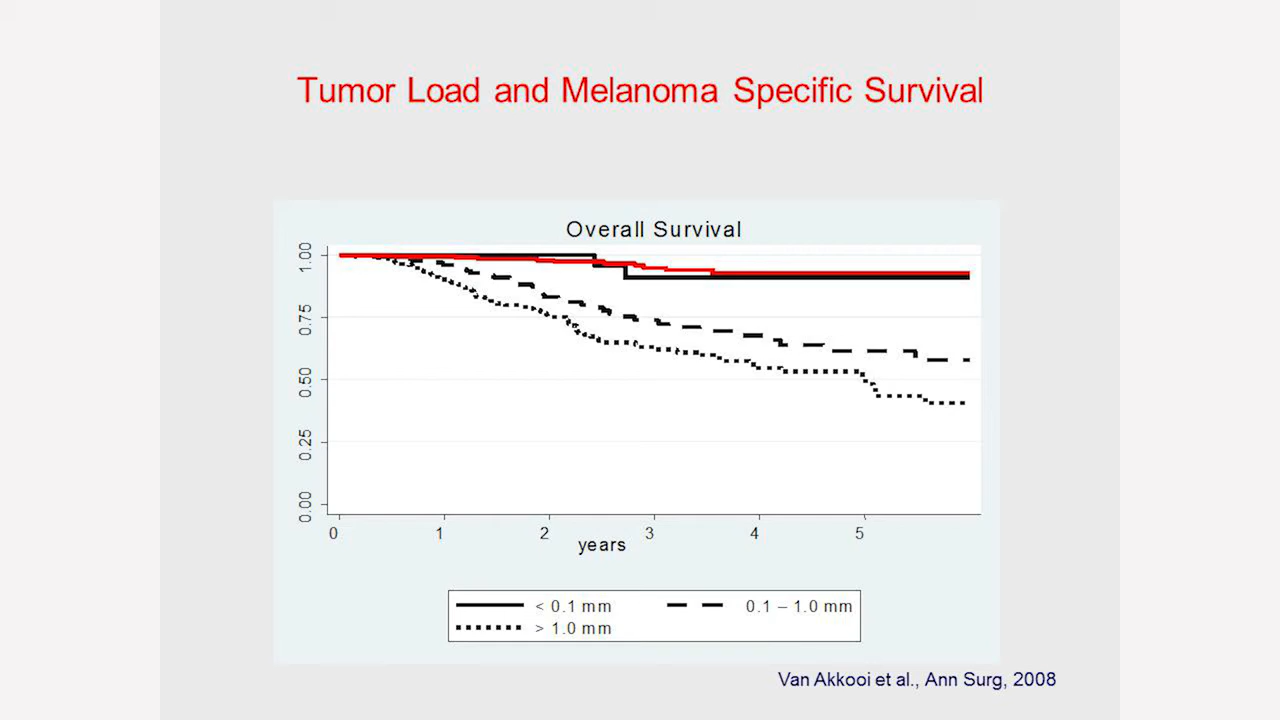 Tumor Load and Melanoma Specific Survival
Overall Survival
1.00
0.75
0.50
0.25
0.00
0 1 2 3 4 5
years
< 0.1 mm 0.1 – 1.0 mm
> 1.0 mm
Van Akkooi et al., Ann Surg, 2008